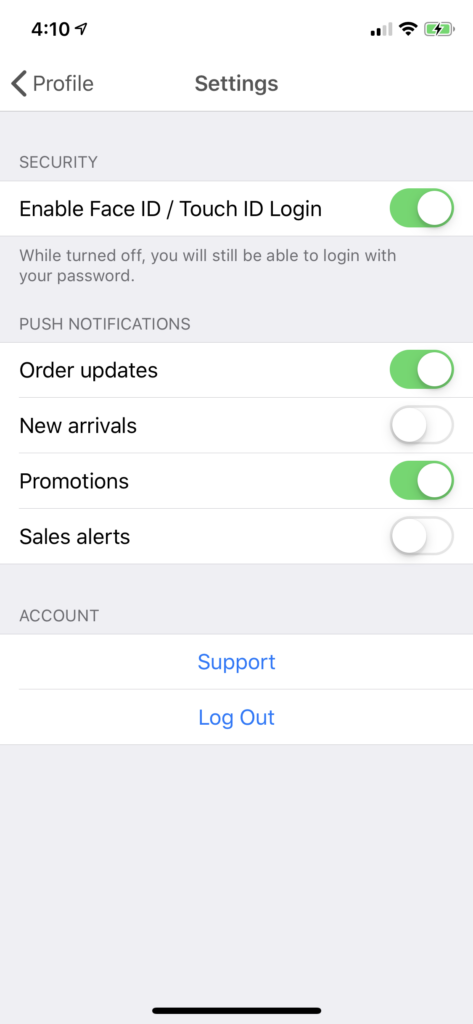 4:10
Profile
Settings
SECURITY
Enable Face ID / Touch ID Login
While turned off, you will still be able to login with
your password.
PUSH NOTIFICATIONS
Order updates
New arrivals
Promotions
Sales alerts
ACCOUNT
Support
Log Out